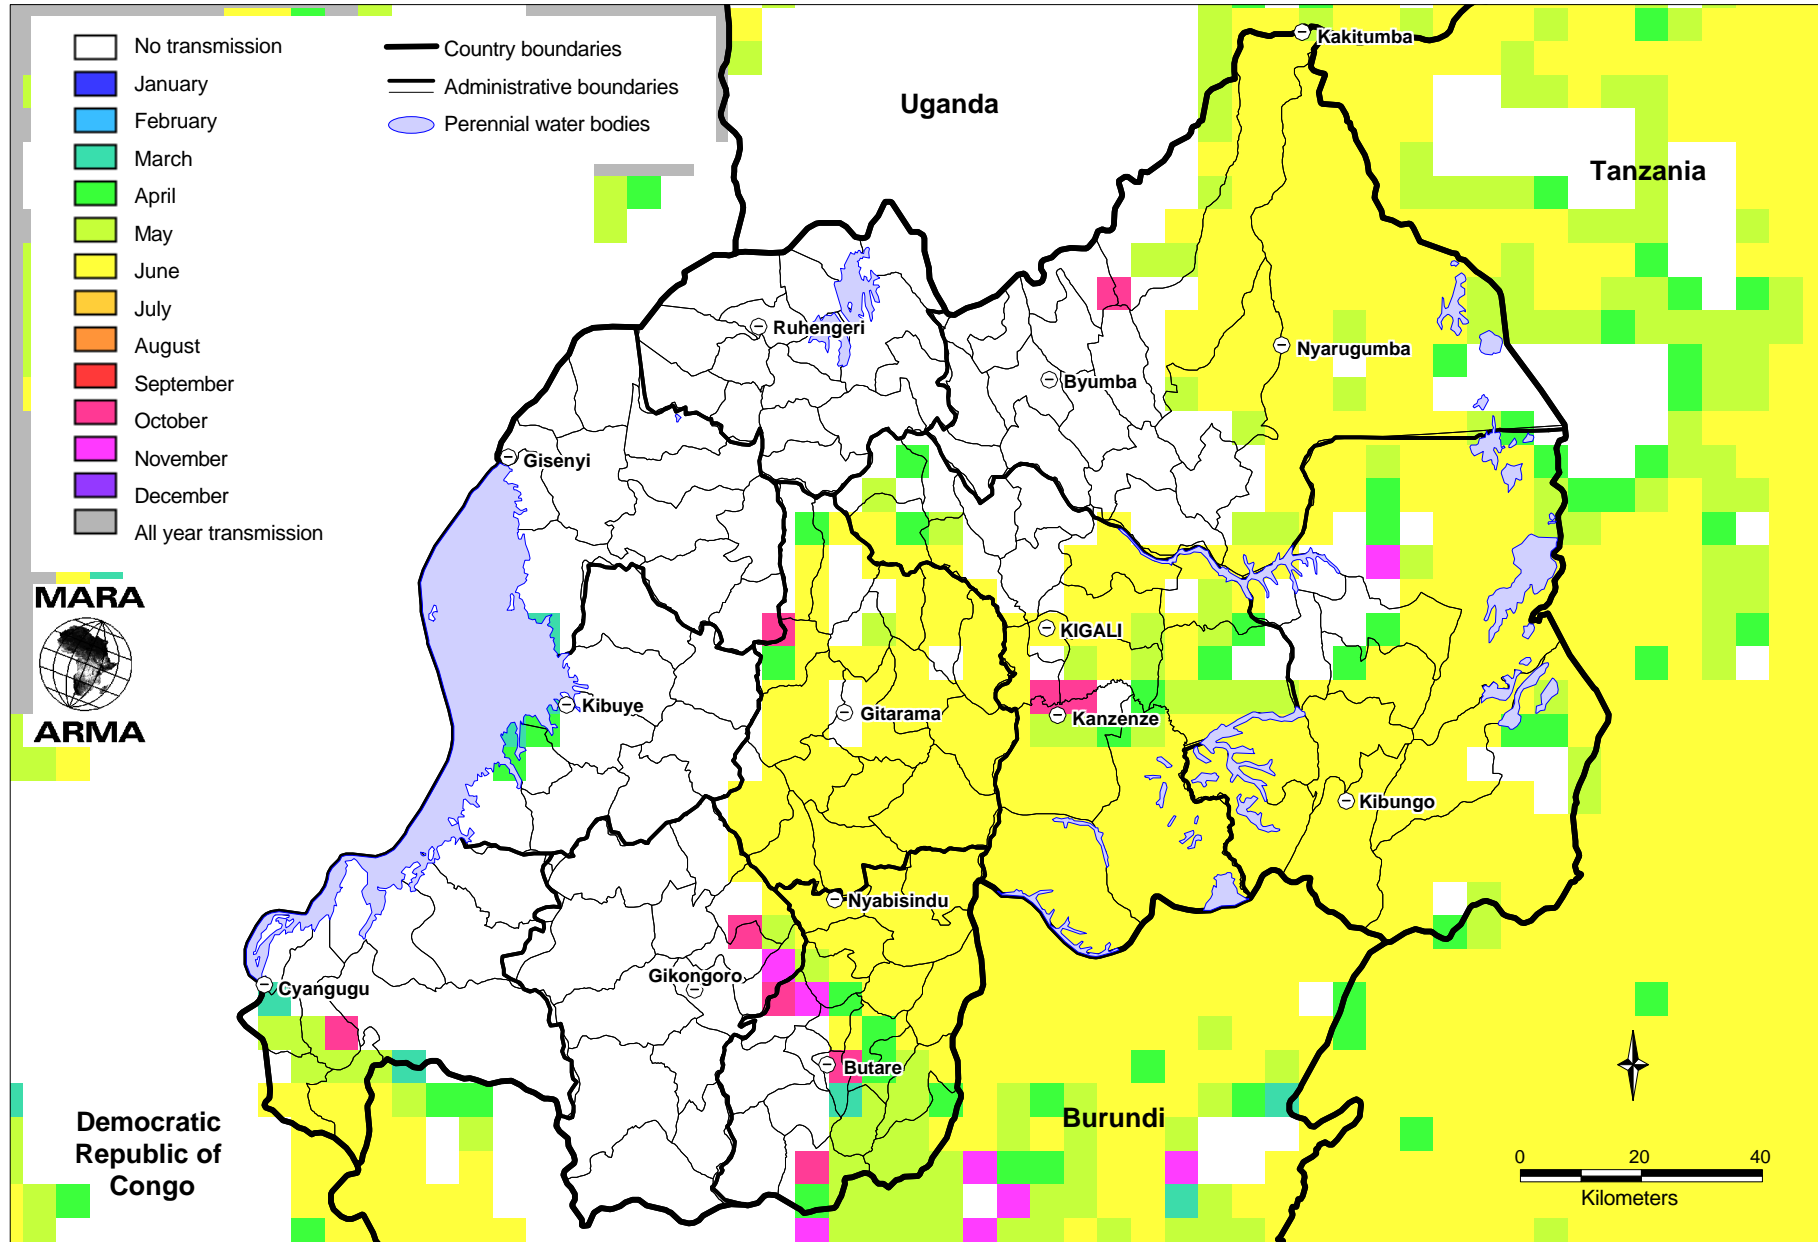 No transmission
January
February
March
April
May
June
July
August
September
October
November
December
All year transmission
Country boundaries
Administrative boundaries
Perennial water bodies
MARA
ARMA
Uganda
Tanzania
Kakitumba
Ruhengeri
Byumba
Nyarugumba
Gisenyi
KIGALI
Kibuye
Gitarama
Kanzenze
Kibungo
Nyabisindu
Gikongoro
Cyangugu
Butare
Burundi
Democratic
Republic of
Congo
0 20 40
Kilometers